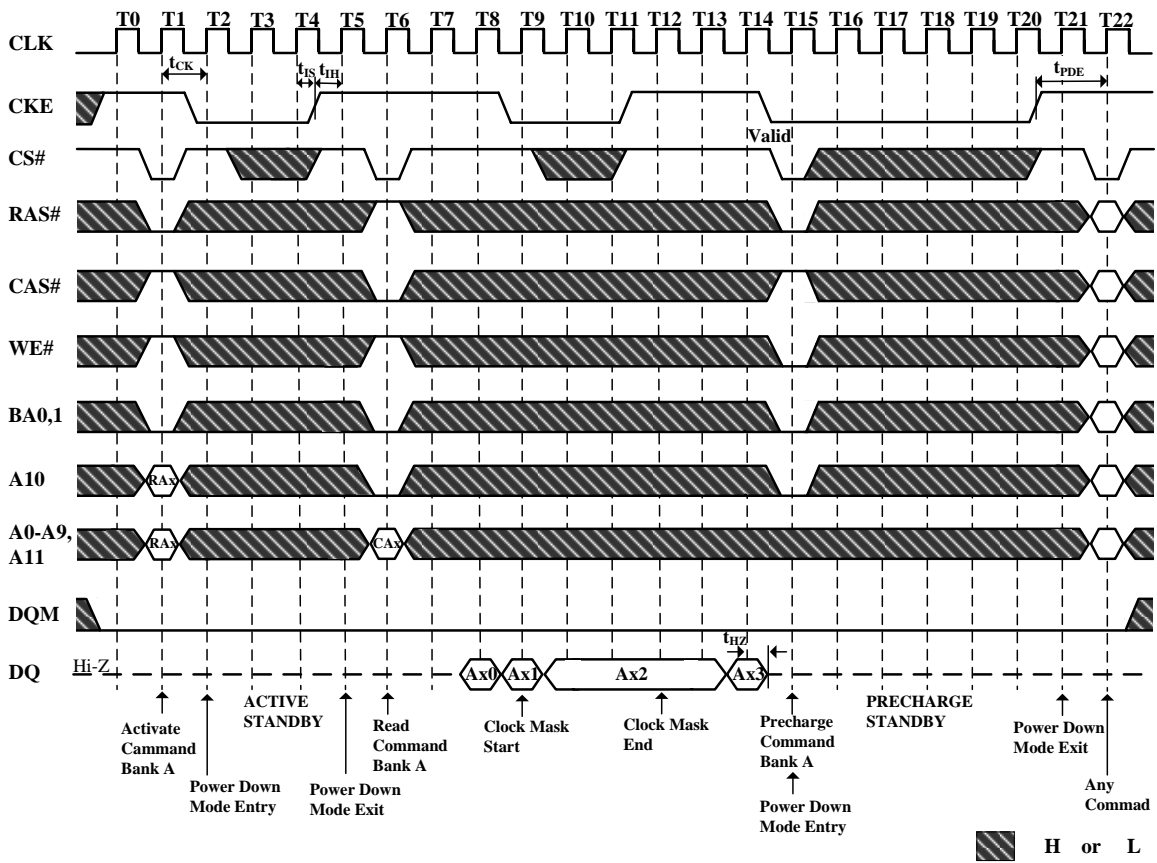 T0 T1 T2 T3 T4 T5 T6 T7 T8 T9 T10 T11 T12 T13 T14 T15 T16 T17 T18 T19 T20 T21 T22
CLK
tCK
tIS
tIH
tPDE
CKE
Valid
CS#
RAS#
CAS#
WE#
BA0,1
A10
RAx
A0-A9,
A11
RAx
CAx
DQM
tHZ
DQ
Hi-Z
Ax0
Ax1
Ax2
Ax3
Activate
Cammand
Bank A
ACTIVE
STANDBY
Read
Command
Bank A
Clock Mask
Start
Clock Mask
End
Precharge
Command
Bank A
PRECHARGE
STANDBY
Power Down
Mode Exit
Power Down
Mode Entry
Power Down
Mode Exit
Power Down
Mode Entry
Any
Commad
H or L